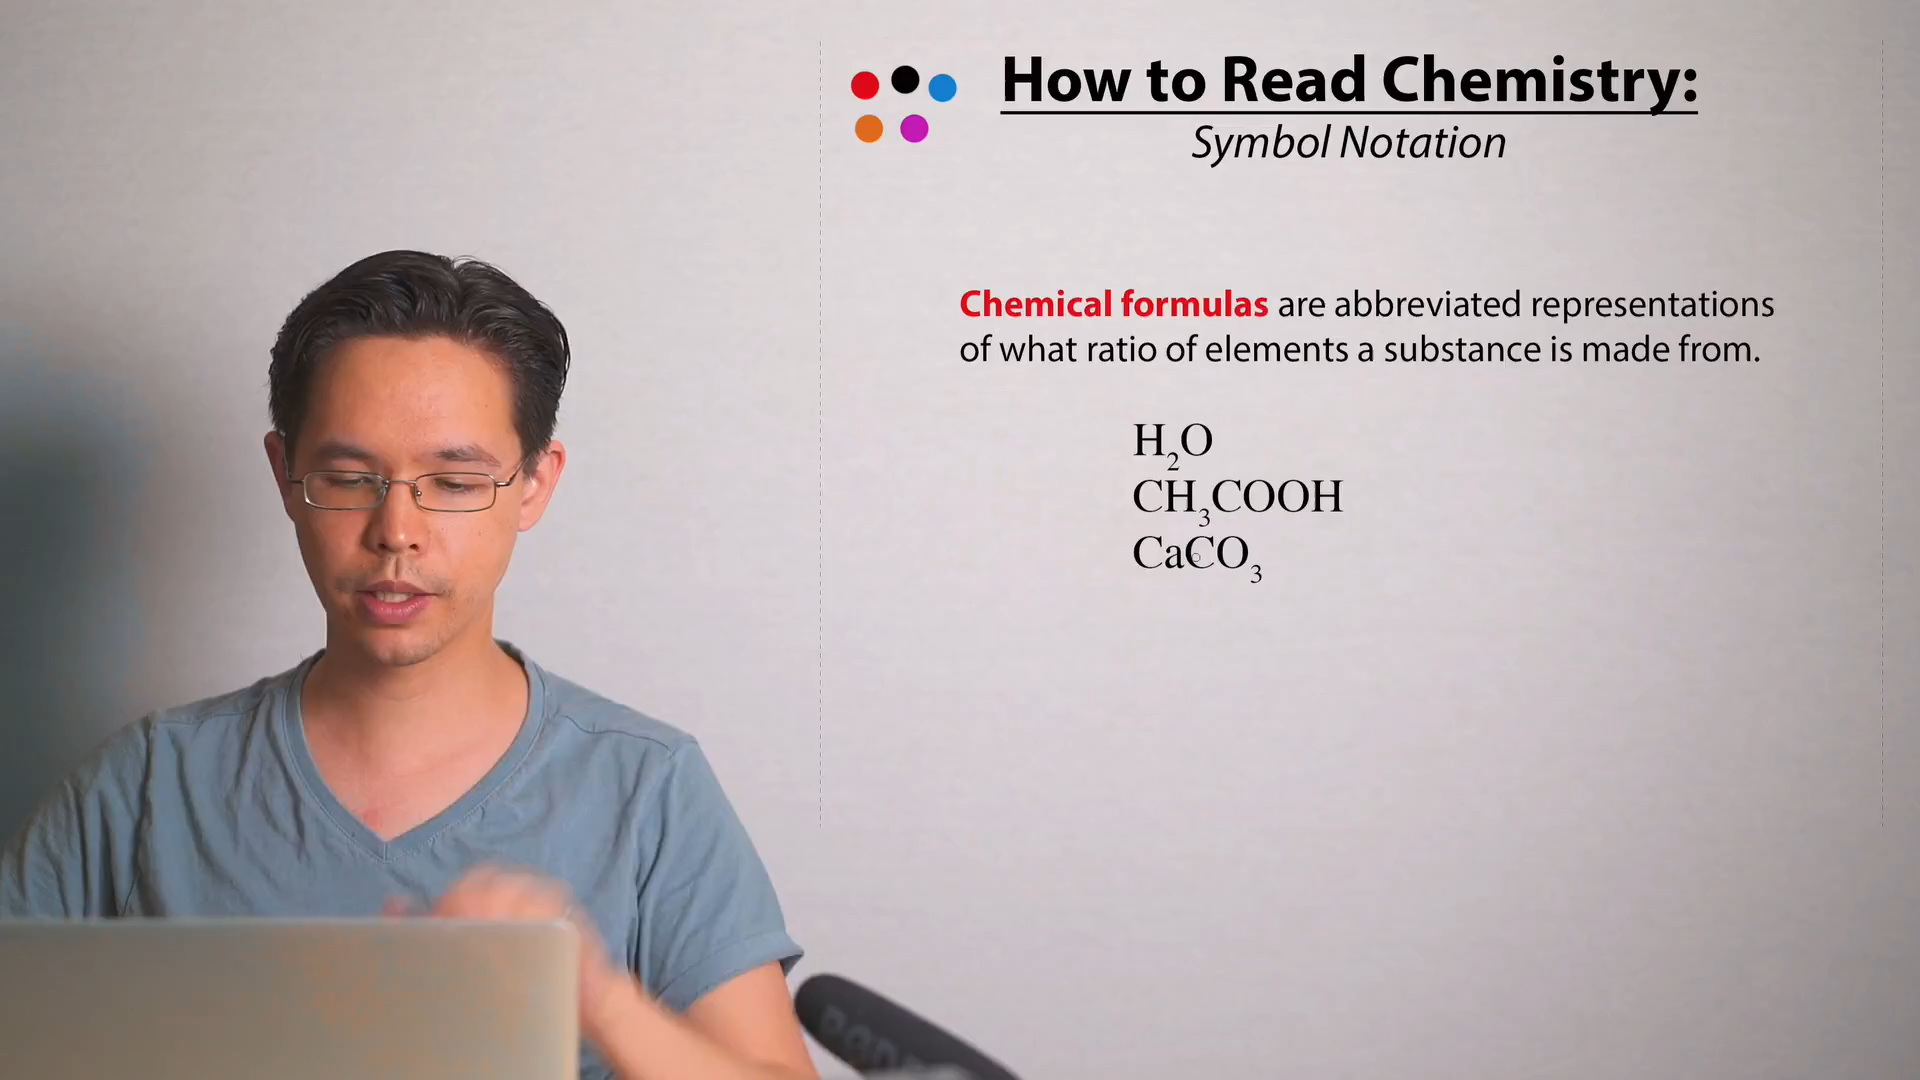 How to Read Chemistry:
Symbol Notation
Chemical formulas are abbreviated representations
of what ratio of elements a substance is made from.
H₂O
CH₃COOH
CaCO₃